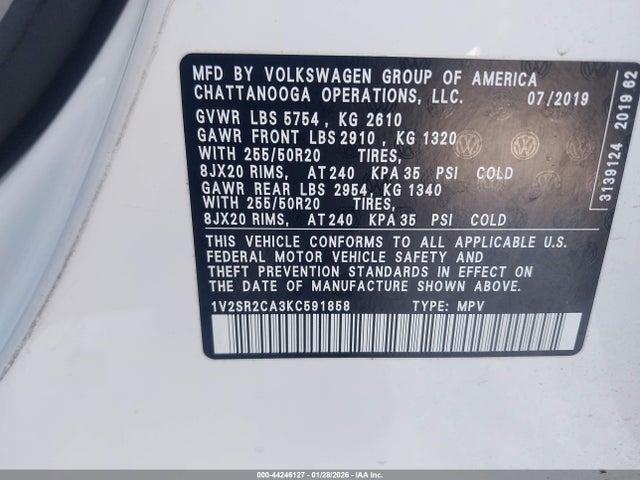 MFD BY VOLKSWAGEN GROUP OF AMERICA
CHATTANOOGA OPERATIONS, LLC. 07/2019
GVWR LBS 5754 , KG 2610
GAWR FRONT LBS 2910 , KG 1320
WITH 255/50R20 TIRES,
8JX20 RIMS, AT 240 KPA 35 PSI COLD
GAWR REAR LBS 2954, KG 1340
WITH 255/50R20 TIRES,
8JX20 RIMS, AT 240 KPA 35 PSI COLD
THIS VEHICLE CONFORMS TO ALL APPLICABLE U.S.
FEDERAL MOTOR VEHICLE SAFETY AND
THEFT PREVENTION STANDARDS IN EFFECT ON
THE DATE OF MANUFACTURE SHOWN ABOVE.
1V2SR2CA3KC591858 TYPE: MPV
3139124 2019 62
000-44246127 - 01/28/2026 - IAAI Inc.